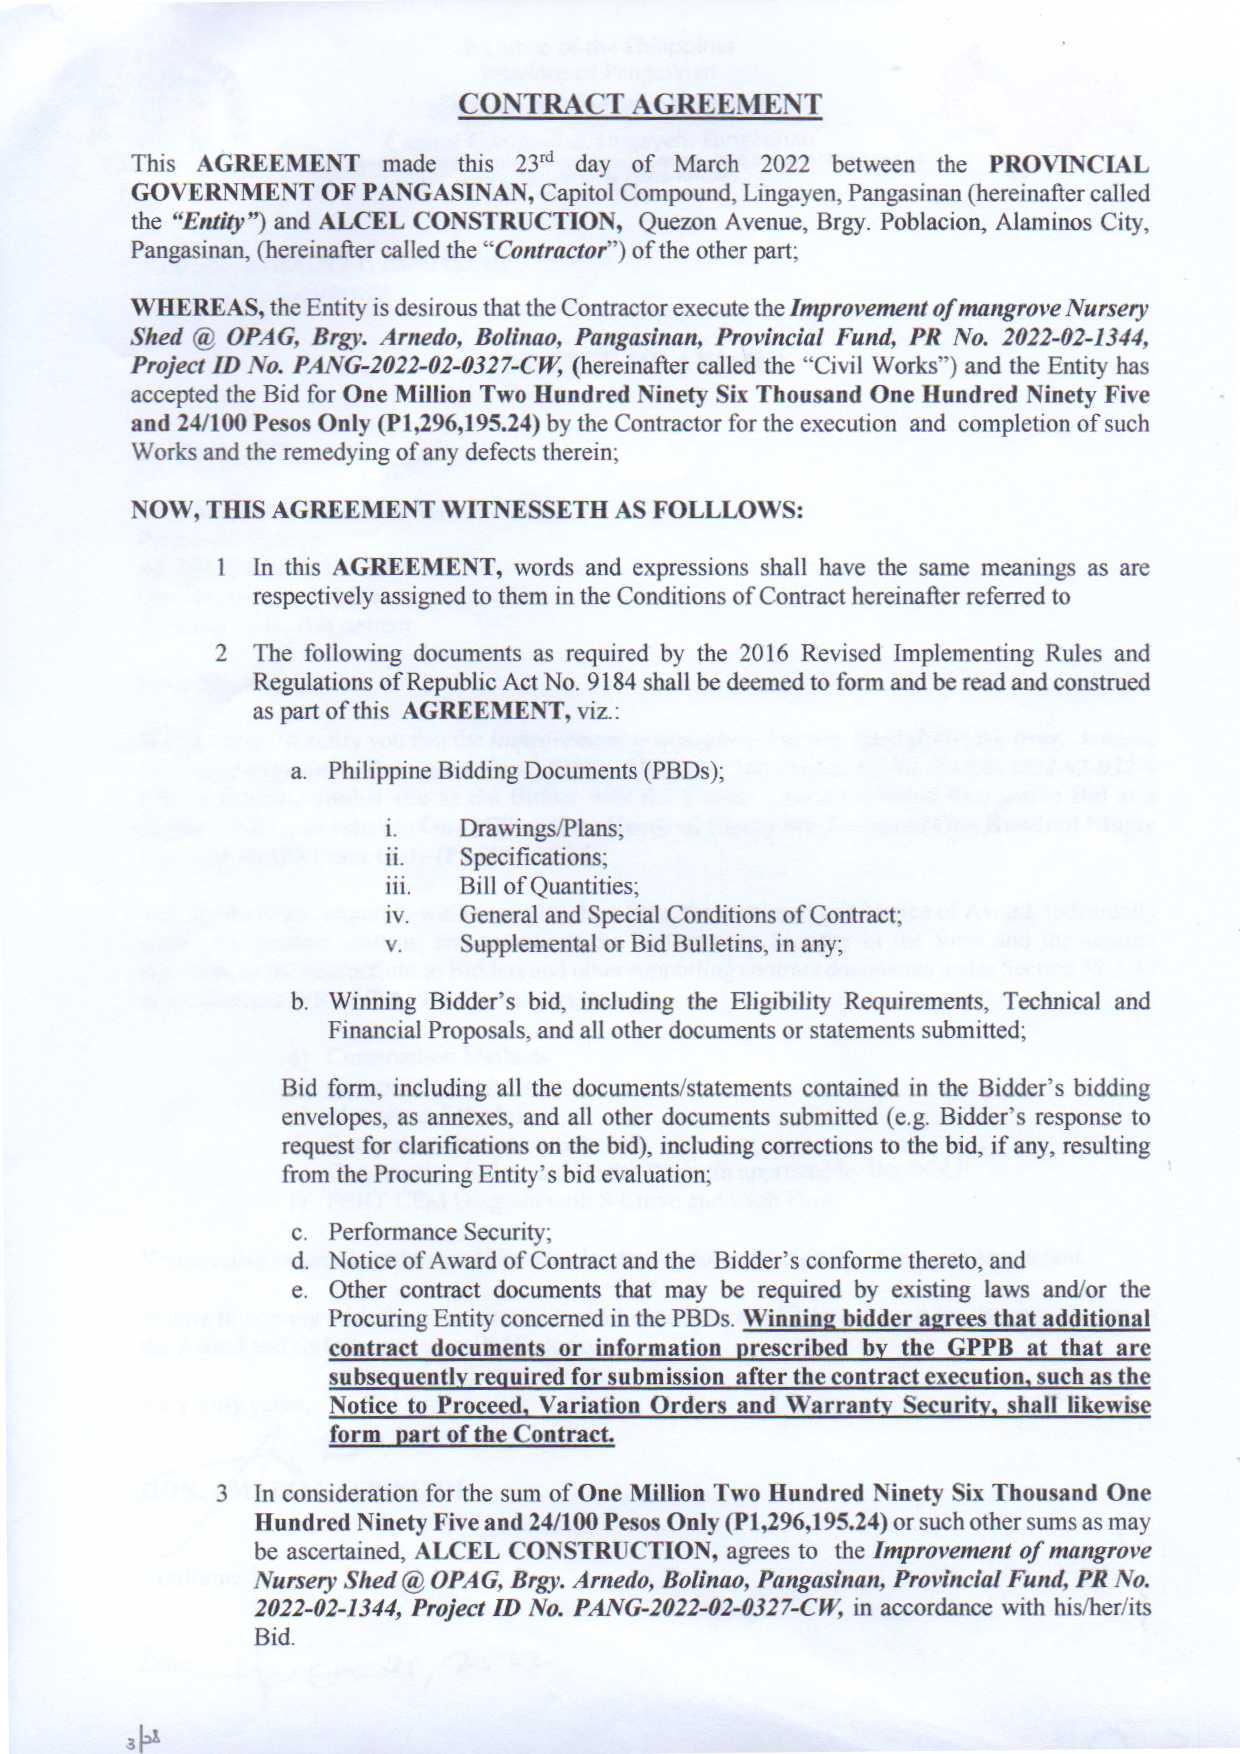 CONTRACT AGREEMENT
This AGREEMENT made this 23rd day of March 2022 between the PROVINCIAL
GOVERNMENT OF PANGASINAN, Capitol Compound, Lingayen, Pangasinan (hereinafter called
the “Entity”) and ALCEL CONSTRUCTION, Quezon Avenue, Brgy. Poblacion, Alaminos City,
Pangasinan, (hereinafter called the “Contractor”) of the other part;
WHEREAS, the Entity is desirous that the Contractor execute the Improvement of mangrove Nursery
Shed @ OPAG, Brgy. Arnedo, Bolinao, Pangasinan, Provincial Fund, PR No. 2022-02-1344,
Project ID No. PANG-2022-02-0327-CW, (hereinafter called the “Civil Works”) and the Entity has
accepted the Bid for One Million Two Hundred Ninety Six Thousand One Hundred Ninety Five
and 24/100 Pesos Only (P1,296,195.24) by the Contractor for the execution and completion of such
Works and the remedying of any defects therein;
NOW, THIS AGREEMENT WITNESSETH AS FOLLLOWS:
1 In this AGREEMENT, words and expressions shall have the same meanings as are
respectively assigned to them in the Conditions of Contract hereinafter referred to
2 The following documents as required by the 2016 Revised Implementing Rules and
Regulations of Republic Act No. 9184 shall be deemed to form and be read and construed
as part of this AGREEMENT, viz.:
a. Philippine Bidding Documents (PBDs);
i. Drawings/Plans;
ii. Specifications;
iii. Bill of Quantities;
iv. General and Special Conditions of Contract;
v. Supplemental or Bid Bulletins, in any;
b. Winning Bidder’s bid, including the Eligibility Requirements, Technical and
Financial Proposals, and all other documents or statements submitted;
Bid form, including all the documents/statements contained in the Bidder’s bidding
envelopes, as annexes, and all other documents submitted (e.g. Bidder’s response to
request for clarifications on the bid), including corrections to the bid, if any, resulting
from the Procuring Entity’s bid evaluation;
c. Performance Security;
d. Notice of Award of Contract and the Bidder’s conforme thereto; and
e. Other contract documents that may be required by existing laws and/or the
Procuring Entity concerned in the PBDs. Winning bidder agrees that additional
contract documents or information prescribed by the GPPB at that are
subsequently required for submission after the contract execution, such as the
Notice to Proceed, Variation Orders and Warranty Security, shall likewise
form part of the Contract.
3 In consideration for the sum of One Million Two Hundred Ninety Six Thousand One
Hundred Ninety Five and 24/100 Pesos Only (P1,296,195.24) or such other sums as may
be ascertained, ALCEL CONSTRUCTION, agrees to the Improvement of mangrove
Nursery Shed @ OPAG, Brgy. Arnedo, Bolinao, Pangasinan, Provincial Fund, PR No.
2022-02-1344, Project ID No. PANG-2022-02-0327-CW, in accordance with his/her/its
Bid.
3/28